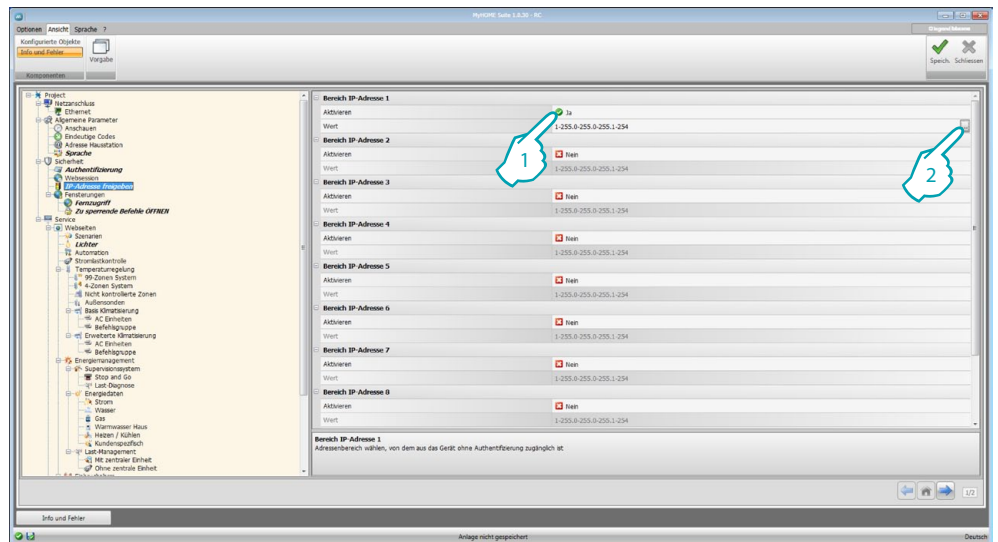 MyHOME Suite 1.0.30 - RC
Optionen Ansicht Sprache ?
Konfigurierte Objekte
Info und Fehler
Vorgabe
Komponenten
Speich. Schliessen
Project
Netzanschluss
Ethernet
Algemeine Parameter
Anschauen
Eindeutige Codes
Adresse Hausstation
Sprache
Sicherheit
Authentifizierung
Websession
IP-Adresse freigeben
Fensterungen
Fernzugriff
Zu sperrende Befehle ÖFFNEN
Service
Webseiten
Szenarien
Lichter
Automation
Stromlastkontrolle
Temperaturregelung
99-Zonen System
4-Zonen System
Nicht kontrollierte Zonen
Außensonden
Basis Klimatisierung
AC Einheiten
Befehlsgruppe
Erweiterte Klimatisierung
AC Einheiten
Befehlsgruppe
Energiemanagement
Supervisionssystem
Stop and Go
Last-Diagnose
Energiedaten
Strom
Wasser
Gas
Warmwasser Haus
Heizen / Kühlen
Kundenspezifisch
Last-Management
Mit zentraler Einheit
Ohne zentrale Einheit
Bereich IP-Adresse 1
Aktivieren Ja
Wert 1-255.0-255.0-255.1-254
Bereich IP-Adresse 2
Aktivieren Nein
Wert 1-255.0-255.0-255.1-254
Bereich IP-Adresse 3
Aktivieren Nein
Wert 1-255.0-255.0-255.1-254
Bereich IP-Adresse 4
Aktivieren Nein
Wert 1-255.0-255.0-255.1-254
Bereich IP-Adresse 5
Aktivieren Nein
Wert 1-255.0-255.0-255.1-254
Bereich IP-Adresse 6
Aktivieren Nein
Wert 1-255.0-255.0-255.1-254
Bereich IP-Adresse 7
Aktivieren Nein
Wert 1-255.0-255.0-255.1-254
Bereich IP-Adresse 8
Aktivieren Nein
Wert 1-255.0-255.0-255.1-254
1
2
Bereich IP-Adresse 1
Adressenbereich wählen, von dem aus das Gerät ohne Authentifizierung zugänglich ist
1/2
Info und Fehler
Anlage nicht gespeichert
Deutsch